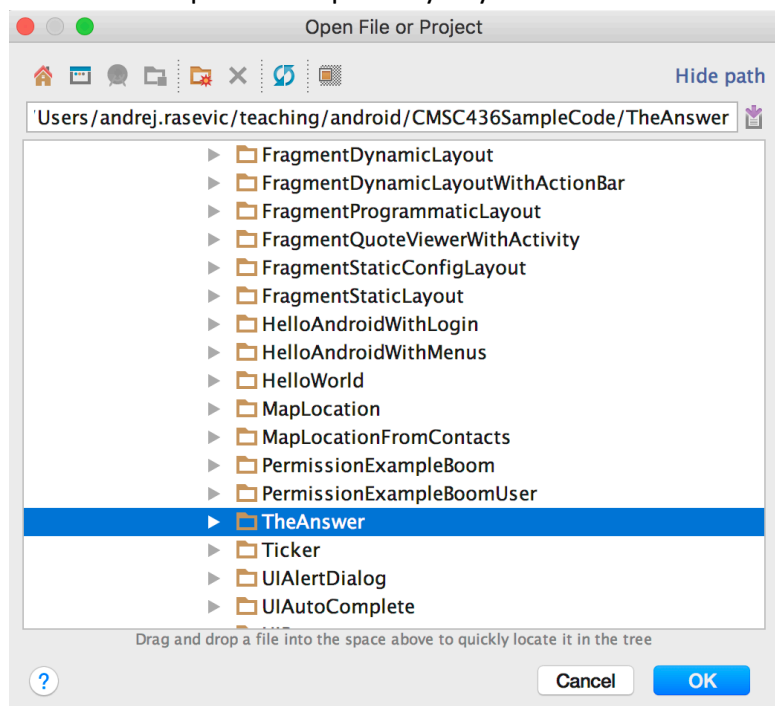 Open File or Project
Hide path
Users/andrej.rasevic/teaching/android/CMSC436SampleCode/TheAnswer
FragmentDynamicLayout
FragmentDynamicLayoutWithActionBar
FragmentProgrammaticLayout
FragmentQuoteViewerWithActivity
FragmentStaticConfigLayout
FragmentStaticLayout
HelloAndroidWithLogin
HelloAndroidWithMenus
HelloWorld
MapLocation
MapLocationFromContacts
PermissionExampleBoom
PermissionExampleBoomUser
TheAnswer
Ticker
UIAlertDialog
UIAutoComplete
Drag and drop a file into the space above to quickly locate it in the tree
? Cancel OK